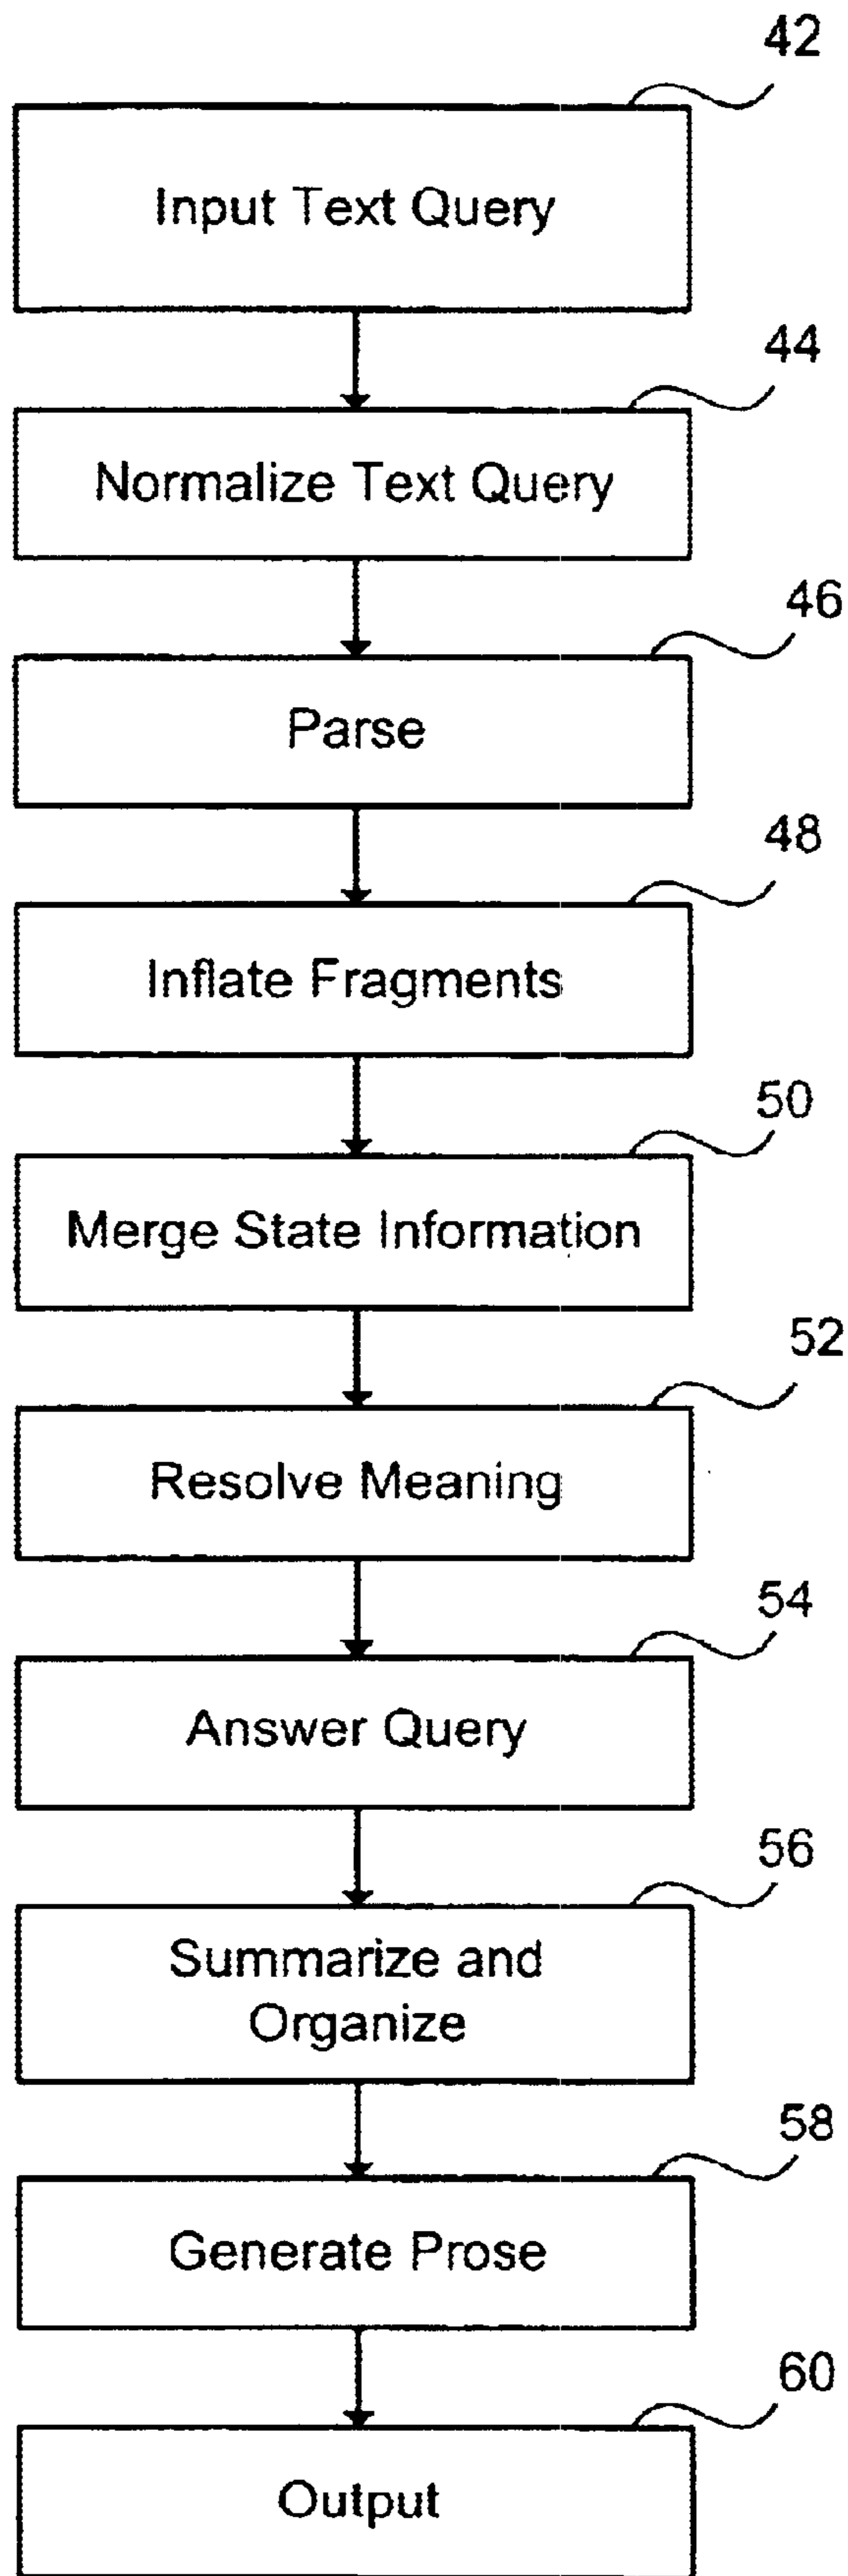 42
Input Text Query
44
Normalize Text Query
46
Parse
48
Inflate Fragments
50
Merge State Information
52
Resolve Meaning
54
Answer Query
56
Summarize and
Organize
58
Generate Prose
60
Output